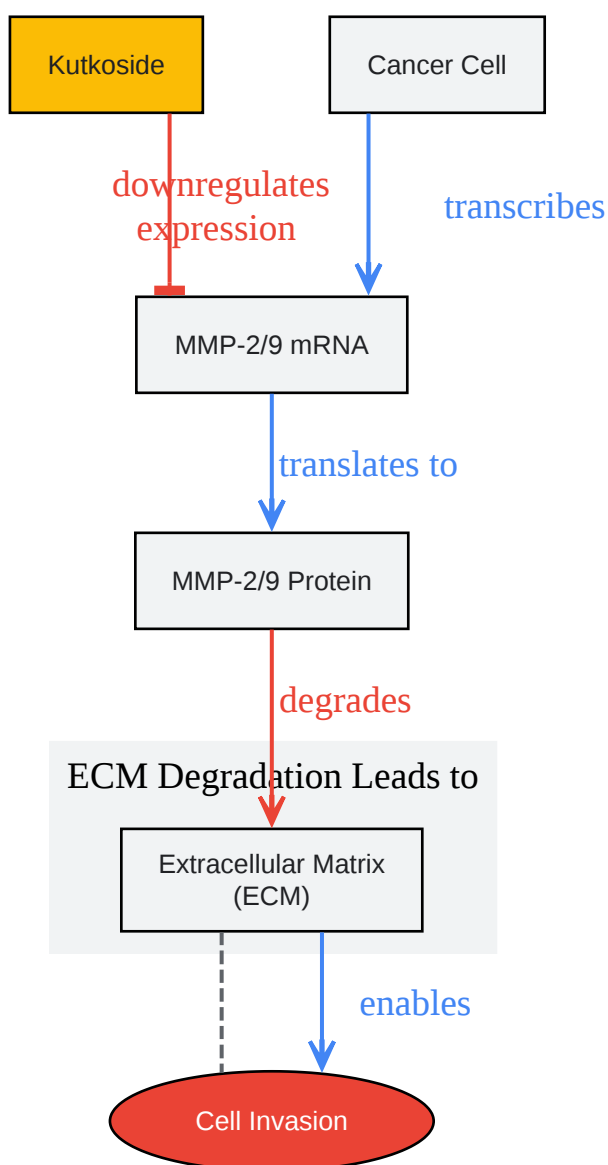 Kutkoside
Cancer Cell
downregulates
expression
transcribes
MMP-2/9 mRNA
translates to
MMP-2/9 Protein
degrades
ECM Degradation Leads to
Extracellular Matrix
(ECM)
enables
Cell Invasion